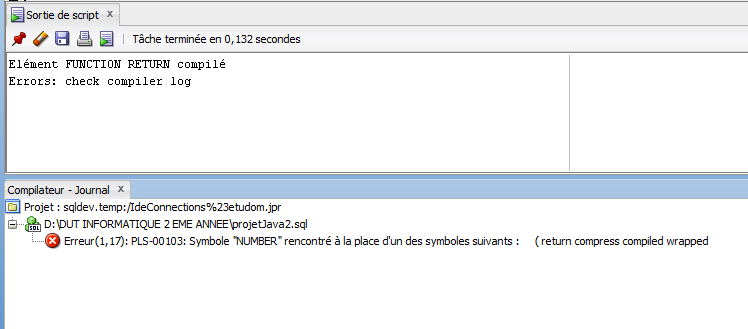 Sortie de script x
Tâche terminée en 0,132 secondes
Elément FUNCTION RETURN compilé
Errors: check compiler log
Compilateur - Journal x
Projet : sqldev.temp:/IdeConnections%23etudom.jpr
SQL D:\DUT INFORMATIQUE 2 EME ANNEE\projetJava2.sql
Erreur(1,17): PLS-00103: Symbole "NUMBER" rencontré à la place d'un des symboles suivants : ( return compress compiled wrapped